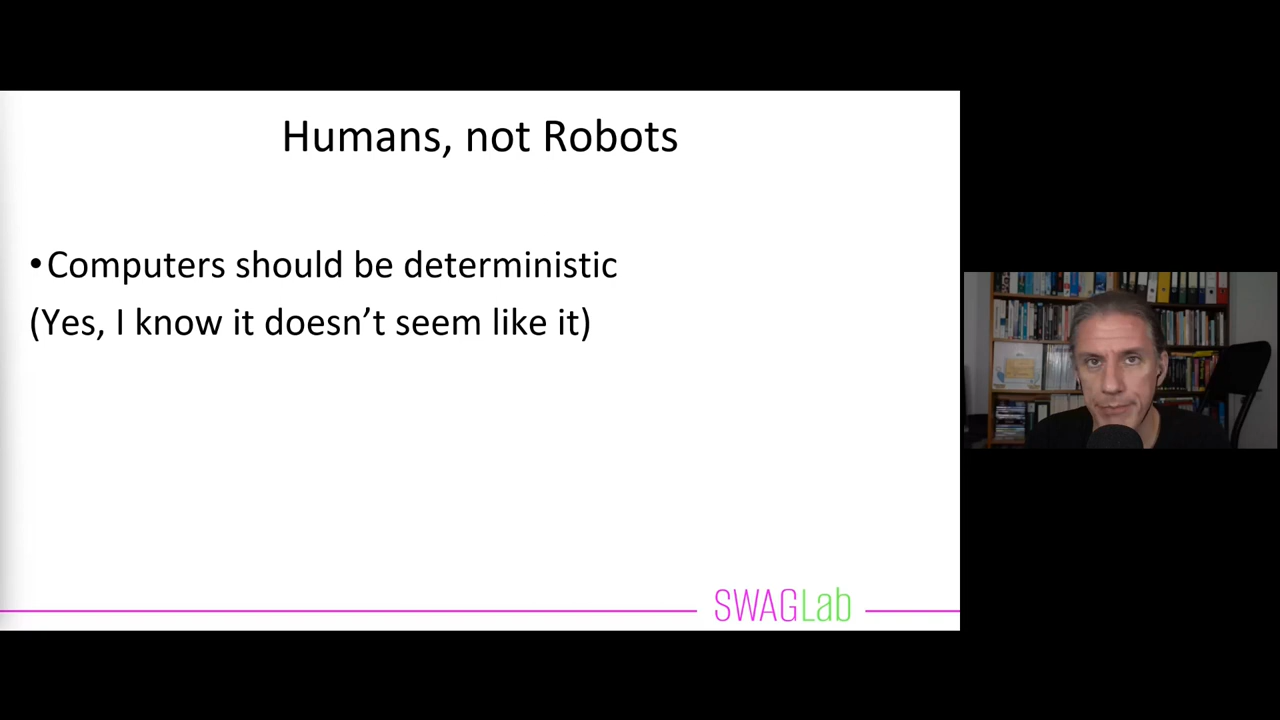 Humans, not Robots
•Computers should be deterministic
(Yes, I know it doesn’t seem like it)
SWAGLab